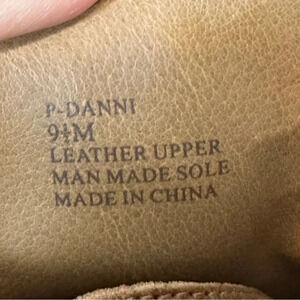 P-DANNI
9½M
LEATHER UPPER
MAN MADE SOLE
MADE IN CHINA